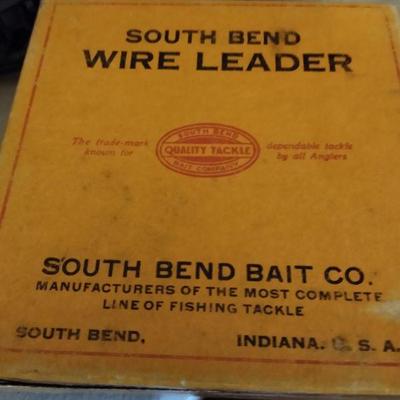 SOUTH BEND
WIRE LEADER
The trade-mark
known for
SOUTH BEND
QUALITY TACKLE
BAIT COMPANY
dependable tackle
by all Anglers
SOUTH BEND BAIT CO.
MANUFACTURERS OF THE MOST COMPLETE
LINE OF FISHING TACKLE
SOUTH BEND, INDIANA. U. S. A.